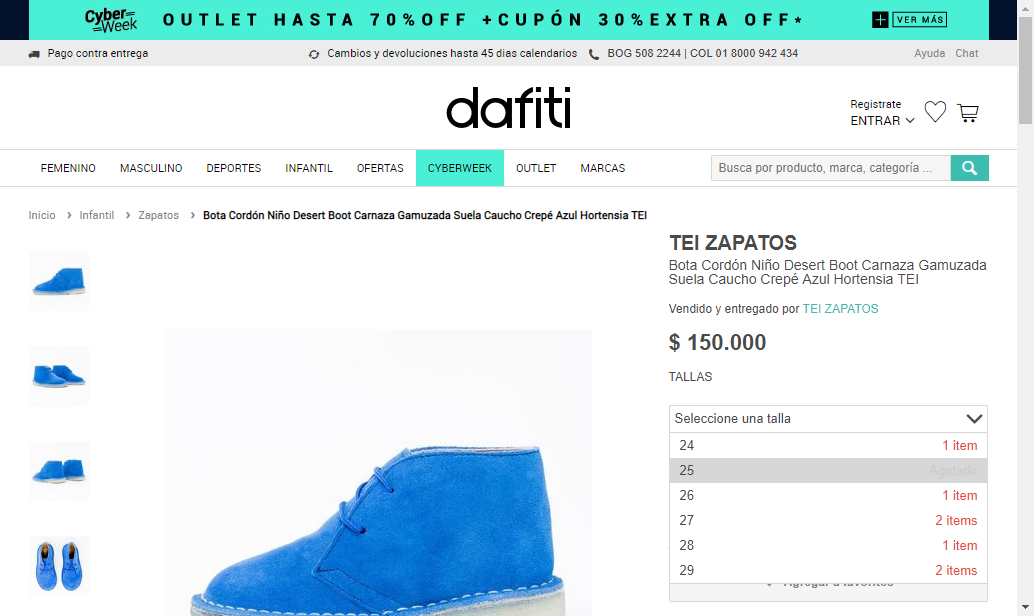 Cyber Week
OUTLET HASTA 70%OFF +CUPÓN 30%EXTRA OFF*
VER MÁS
Pago contra entrega
Cambios y devoluciones hasta 45 dias calendarios
BOG 508 2244 | COL 01 8000 942 434
Ayuda Chat
dafiti
Registrate
ENTRAR
FEMENINO MASCULINO DEPORTES INFANTIL OFERTAS CYBERWEEK OUTLET MARCAS
Busca por producto, marca, categoría ...
Inicio › Infantil › Zapatos › Bota Cordón Niño Desert Boot Carnaza Gamuzada Suela Caucho Crepé Azul Hortensia TEI
TEI ZAPATOS
Bota Cordón Niño Desert Boot Carnaza Gamuzada
Suela Caucho Crepé Azul Hortensia TEI
Vendido y entregado por TEI ZAPATOS
$ 150.000
TALLAS
Seleccione una talla
24 1 item
25 Agotado
26 1 item
27 2 items
28 1 item
29 2 items
Agregar a favoritos